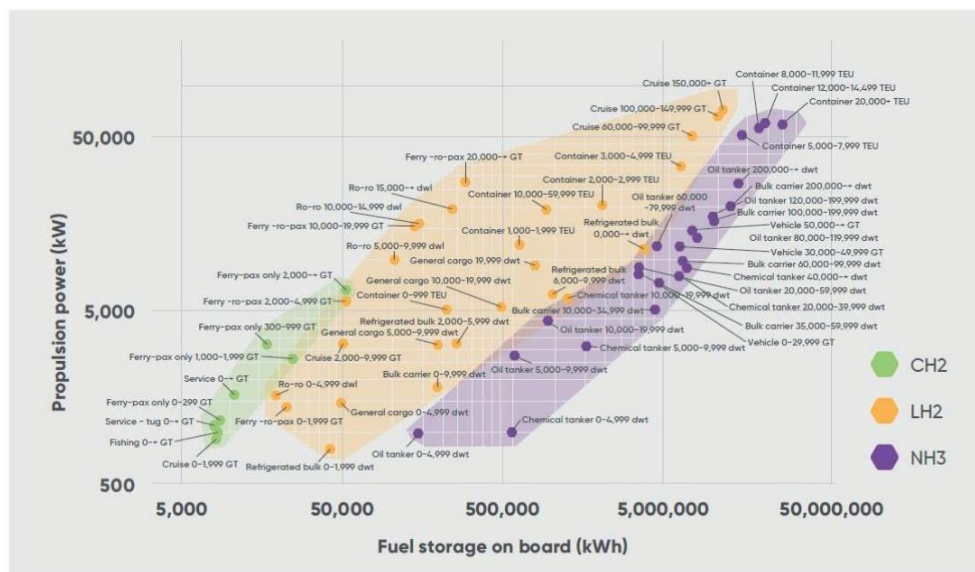 Container 8,000-11,999 TEU
Container 12,000-14,499 TEU
Container 20,000-+ TEU
Cruise 150,000+ GT
Cruise 100,000-149,999 GT
Cruise 60,000-99,999 GT
Container 5,000-7,999 TEU
50,000
Ferry -ro-pax 20,000-+ GT
Container 3,000-4,999 TEU
Oil tanker 200,000-+ dwt
Container 2,000-2,999 TEU
Bulk carrier 200,000-+ dwt
Ro-ro 15,000-+ dwl
Container 10,000-59,999 TEU
Oil tanker 60,000
-79,999 dwt
Oil tanker 120,000-199,999 dwt
Bulk carrier 100,000-199,999 dwt
Ro-ro 10,000-14,999 dwl
Ferry -ro-pax 10,000-19,999 GT
Refrigerated bulk
0,000-+ dwt
Vehicle 50,000-+ GT
Container 1,000-1,999 TEU
Oil tanker 80,000-119,999 dwt
Ro-ro 5,000-9,999 dwl
Vehicle 30,000-49,999 GT
General cargo 19,999 dwt
Bulk carrier 60,000-99,999 dwt
Ferry-pax only 2,000-+ GT
General cargo 10,000-19,999 dwt
Refrigerated bulk
6,000-9,999 dwt
Chemical tanker 40,000-+ dwt
Oil tanker 20,000-59,999 dwt
Ferry -ro-pax 2,000-4,999 GT
Container 0-999 TEU
Chemical tanker 10,000-19,999 dwt
Chemical tanker 20,000-39,999 dwt
5,000
Bulk carrier 10,000-34,999 dwt
Ferry-pax only 300-999 GT
Refrigerated bulk 2,000-5,999 dwt
Bulk carrier 35,000-59,999 dwt
General cargo 5,000-9,999 dwt
Oil tanker 10,000-19,999 dwt
Vehicle 0-29,999 GT
Ferry-pax only 1,000-1,999 GT
Cruise 2,000-9,999 GT
Chemical tanker 5,000-9,999 dwt
Oil tanker 5,000-9,999 dwt
Service 0-+ GT
Bulk carrier 0-9,999 dwt
Ro-ro 0-4,999 dwl
Ferry-pax only 0-299 GT
General cargo 0-4,999 dwt
Service - tug 0-+ GT
Ferry -ro-pax 0-1,999 GT
Chemical tanker 0-4,999 dwt
Fishing 0-+ GT
Oil tanker 0-4,999 dwt
Cruise 0-1,999 GT
Refrigerated bulk 0-1,999 dwt
500
Propulsion power (kW)
CH2
LH2
NH3
5,000
50,000
500,000
5,000,000
50,000,000
Fuel storage on board (kWh)